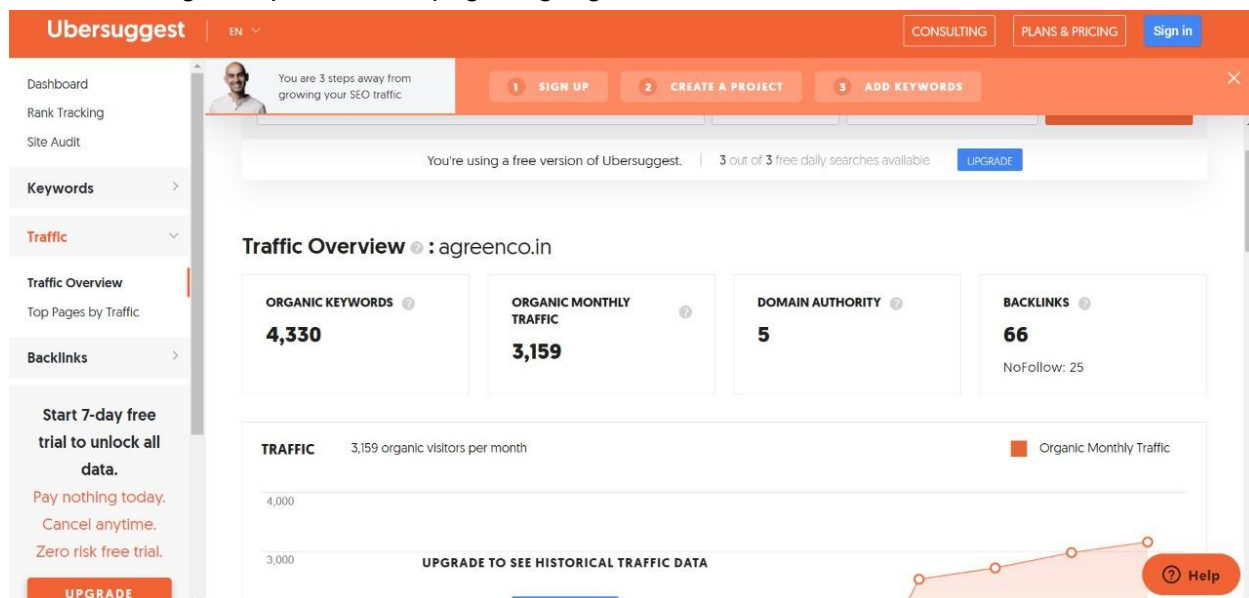 Ubersuggest
EN
CONSULTING
PLANS & PRICING
Sign in
Dashboard
Rank Tracking
Site Audit
Keywords
Traffic
Traffic Overview
Top Pages by Traffic
Backlinks
Start 7-day free
trial to unlock all
data.
Pay nothing today.
Cancel anytime.
Zero risk free trial.
UPGRADE
You are 3 steps away from
growing your SEO traffic
1 SIGN UP
2 CREATE A PROJECT
3 ADD KEYWORDS
You're using a free version of Ubersuggest. 3 out of 3 free daily searches available UPGRADE
Traffic Overview : agreenco.in
ORGANIC KEYWORDS
4,330
ORGANIC MONTHLY
TRAFFIC
3,159
DOMAIN AUTHORITY
5
BACKLINKS
66
NoFollow: 25
TRAFFIC 3,159 organic visitors per month
Organic Monthly Traffic
4,000
3,000
UPGRADE TO SEE HISTORICAL TRAFFIC DATA
Help